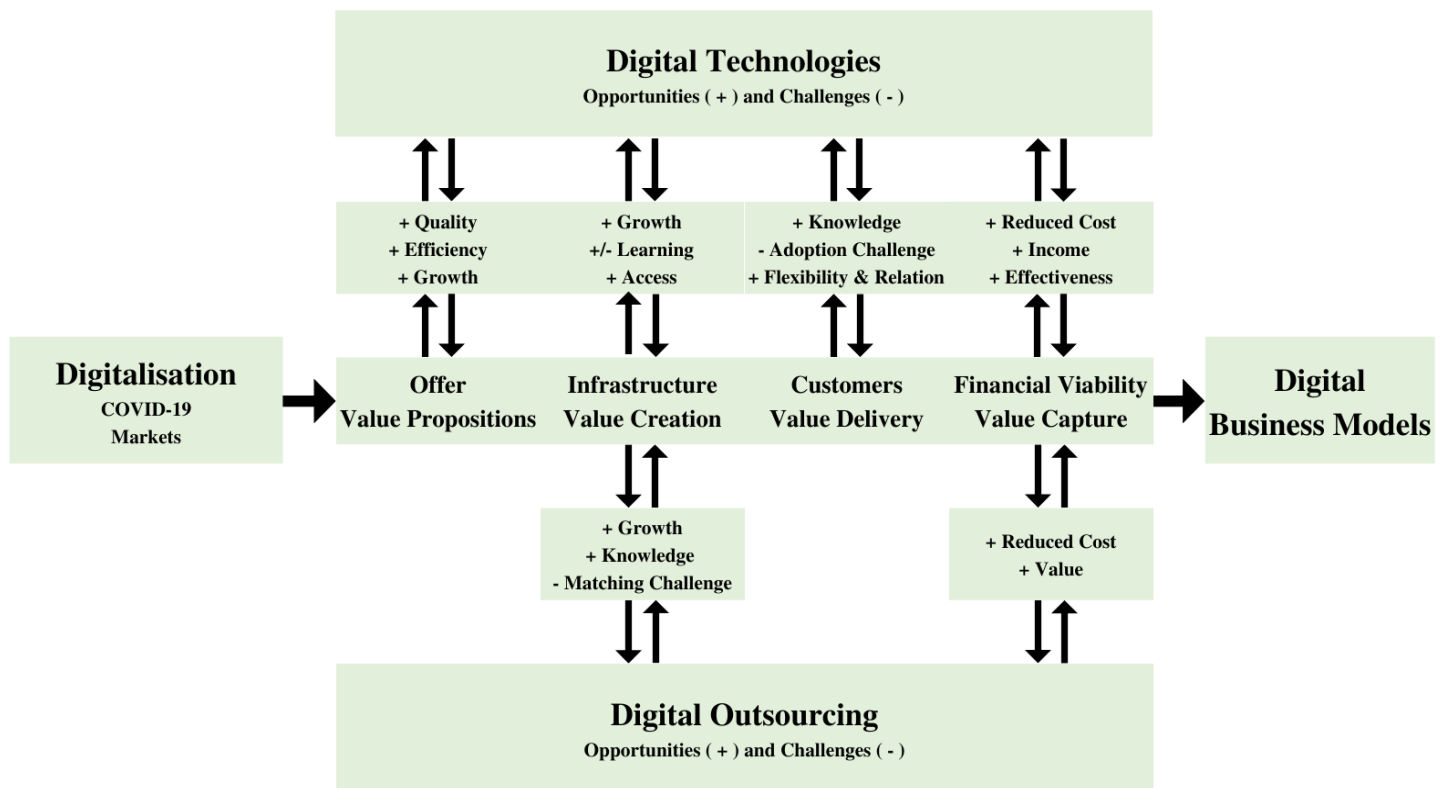 Digital Technologies
Opportunities ( + ) and Challenges ( - )
+ Quality
+ Efficiency
+ Growth
+ Growth
+/- Learning
+ Access
+ Knowledge
- Adoption Challenge
+ Flexibility & Relation
+ Reduced Cost
+ Income
+ Effectiveness
Digitalisation
COVID-19
Markets
Offer
Value Propositions
Infrastructure
Value Creation
Customers
Value Delivery
Financial Viability
Value Capture
Digital
Business Models
+ Growth
+ Knowledge
- Matching Challenge
+ Reduced Cost
+ Value
Digital Outsourcing
Opportunities ( + ) and Challenges ( - )